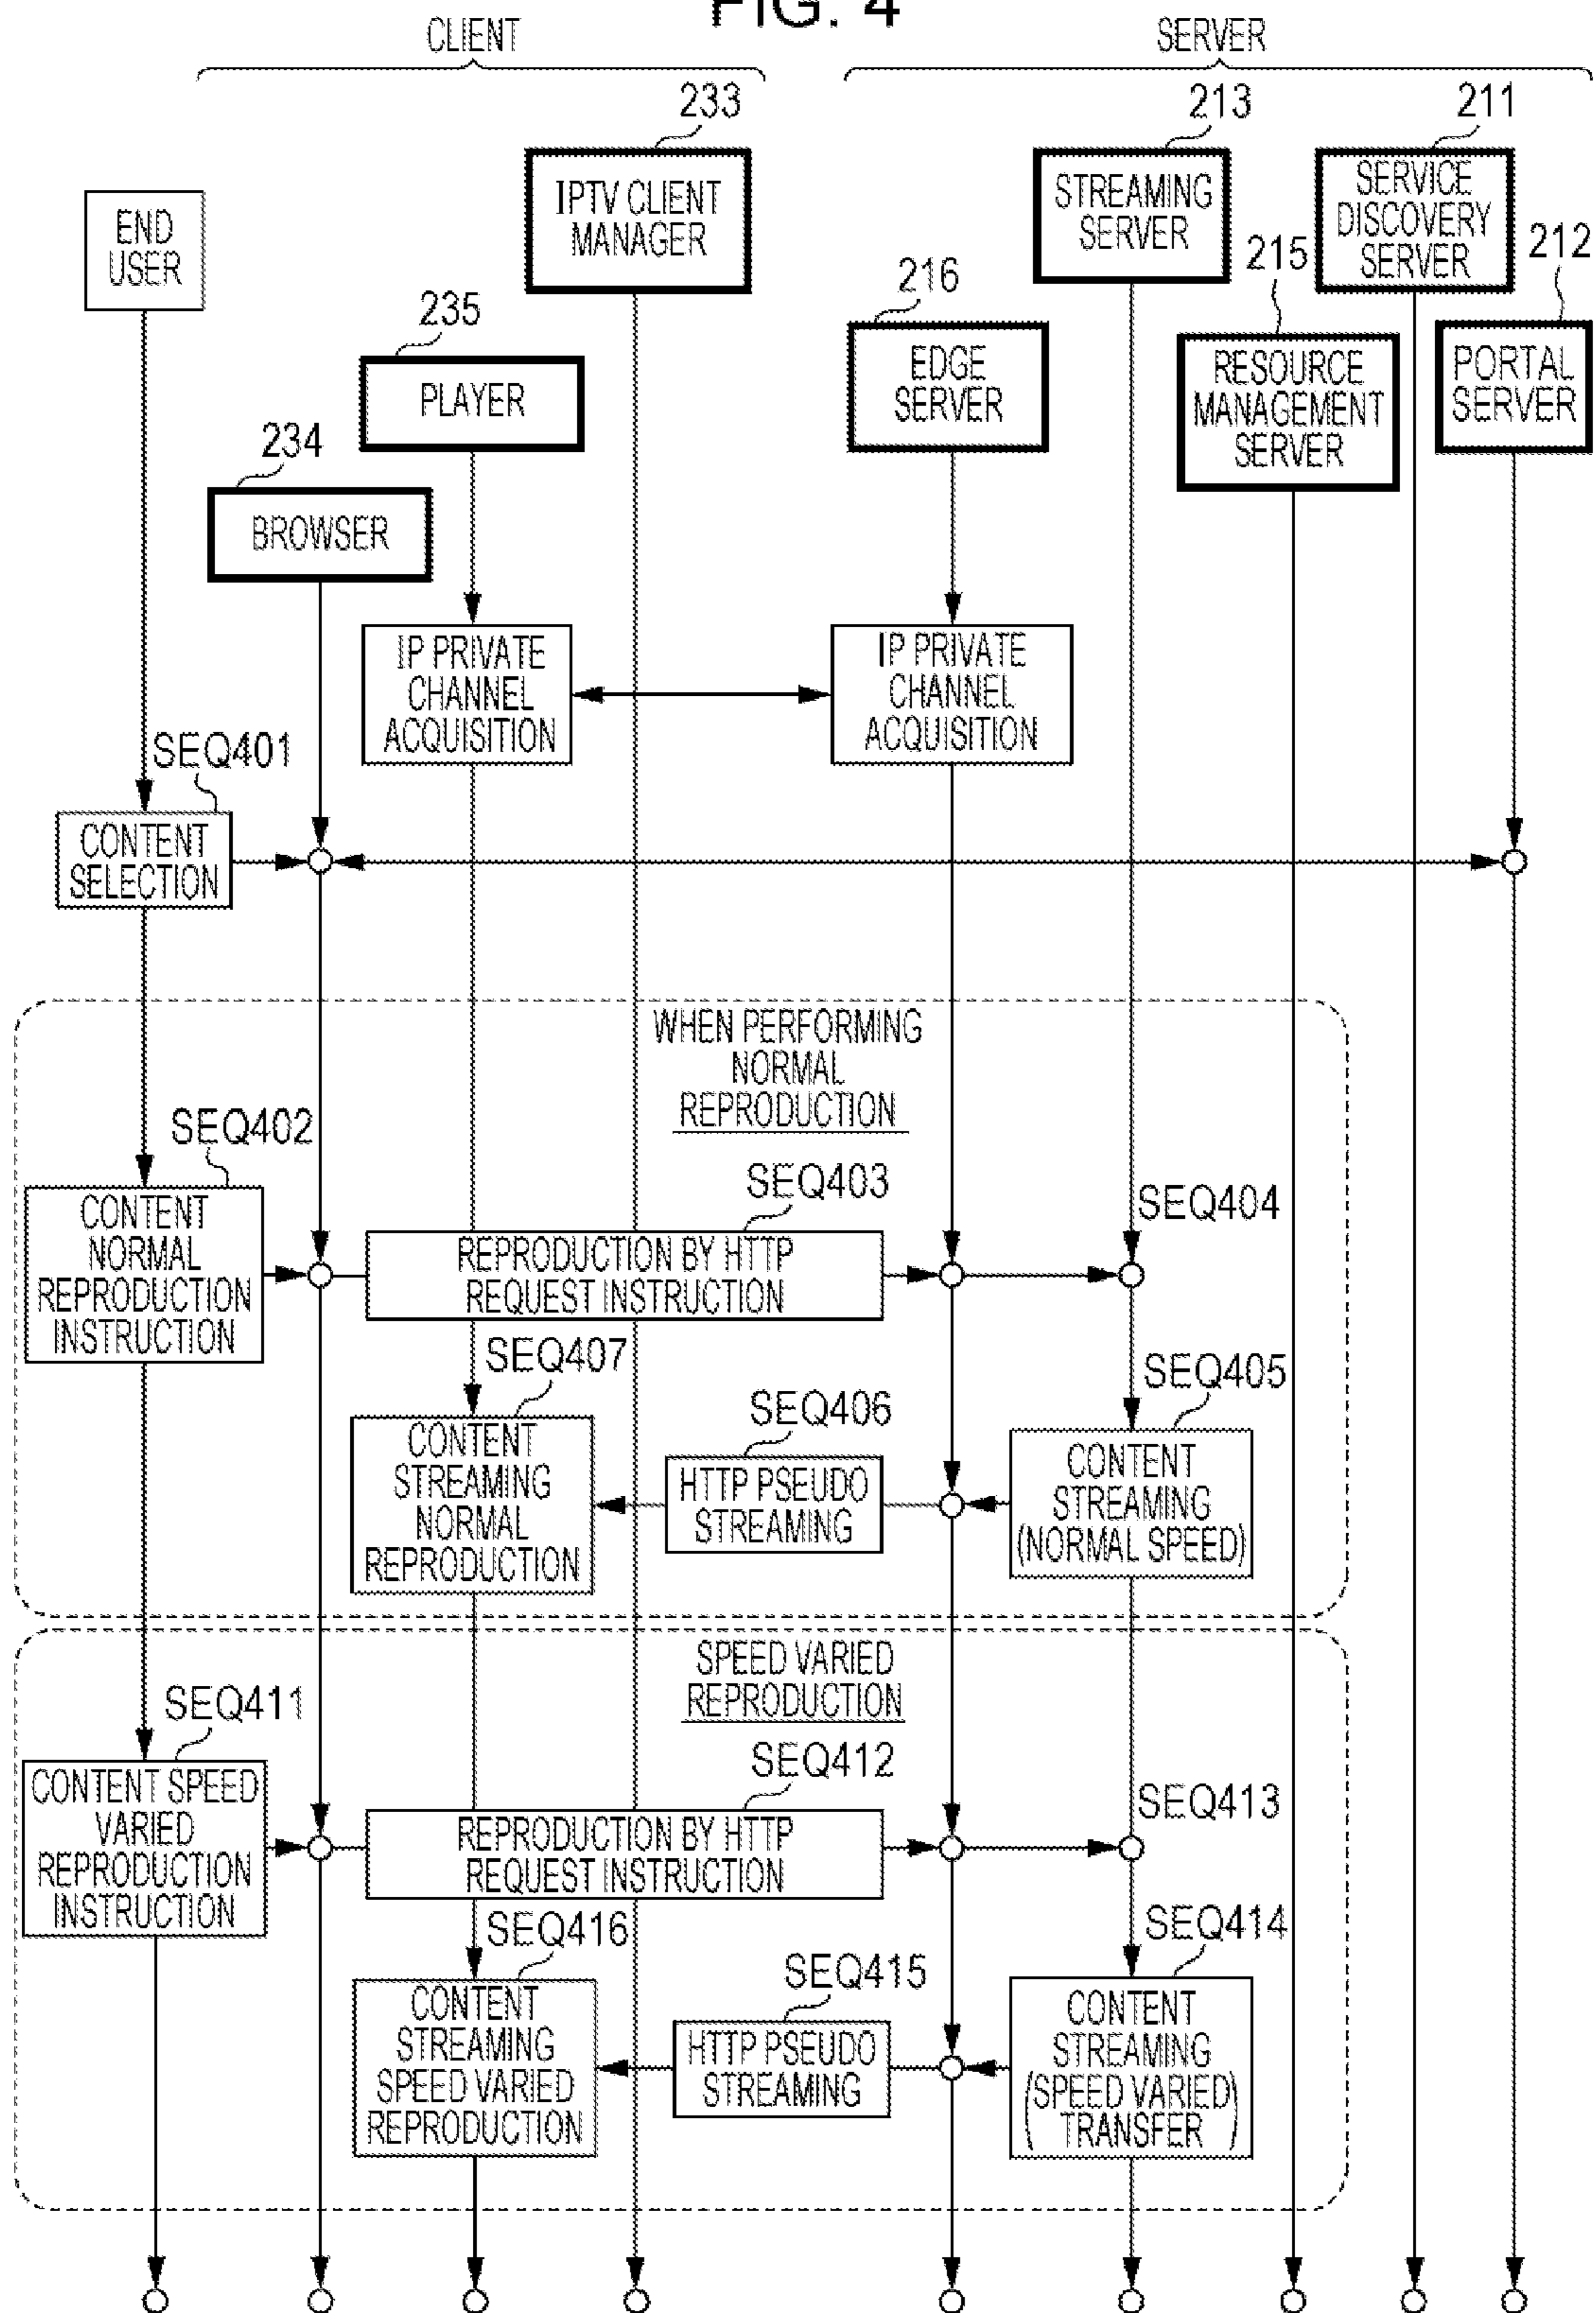 FIG. 4
CLIENT
SERVER
233
213
211
IPTV CLIENT
MANAGER
STREAMING
SERVER
SERVICE
DISCOVERY
SERVER
END
USER
215
212
216
235
EDGE
SERVER
RESOURCE
MANAGEMENT
SERVER
PORTAL
SERVER
PLAYER
234
BROWSER
IP PRIVATE
CHANNEL
ACQUISITION
IP PRIVATE
CHANNEL
ACQUISITION
SEQ401
CONTENT
SELECTION
WHEN PERFORMING
NORMAL
REPRODUCTION
SEQ402
CONTENT
NORMAL
REPRODUCTION
INSTRUCTION
SEQ403
REPRODUCTION BY HTTP
REQUEST INSTRUCTION
SEQ404
SEQ407
CONTENT
STREAMING
NORMAL
REPRODUCTION
SEQ406
HTTP PSEUDO
STREAMING
SEQ405
CONTENT
STREAMING
(NORMAL SPEED)
SPEED VARIED
REPRODUCTION
SEQ411
CONTENT SPEED
VARIED
REPRODUCTION
INSTRUCTION
SEQ412
REPRODUCTION BY HTTP
REQUEST INSTRUCTION
SEQ413
SEQ416
CONTENT
STREAMING
SPEED VARIED
REPRODUCTION
SEQ415
HTTP PSEUDO
STREAMING
SEQ414
CONTENT
STREAMING
(SPEED VARIED
TRANSFER)